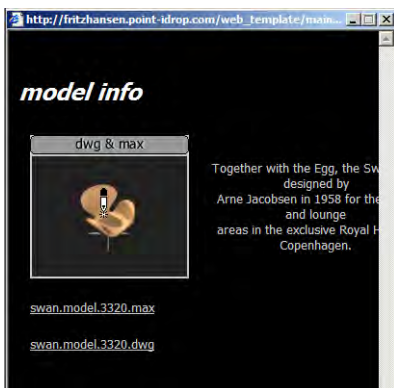 http://fritzhansen.point-idrop.com/web_template/main...
model info
dwg & max
Together with the Egg, the Sw
designed by
Arne Jacobsen in 1958 for the
and lounge
areas in the exclusive Royal H
Copenhagen.
swan.model.3320.max
swan.model.3320.dwg